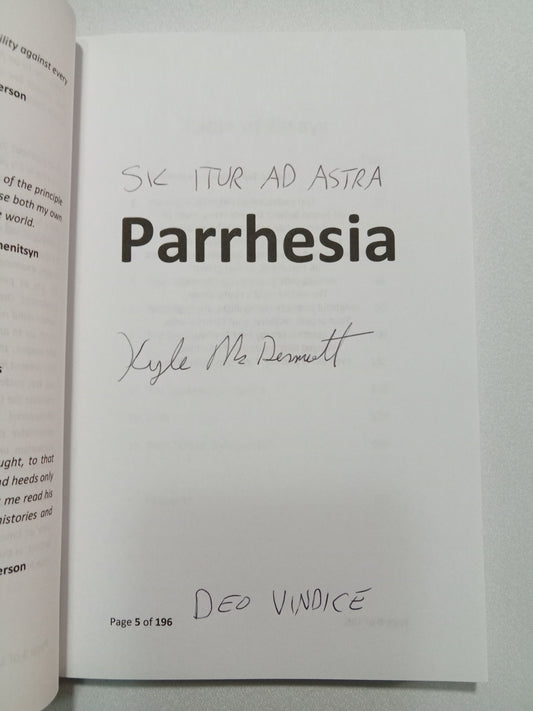 ility against every
erson
of the principle
se both my own
e world.
henitsyn
s
ught, to that
nd heeds only
me read his
histories and
erson
SIC ITUR AD ASTRA
Parrhesia
Kyle McDermott
DEO VINDICE
Page 5 of 196